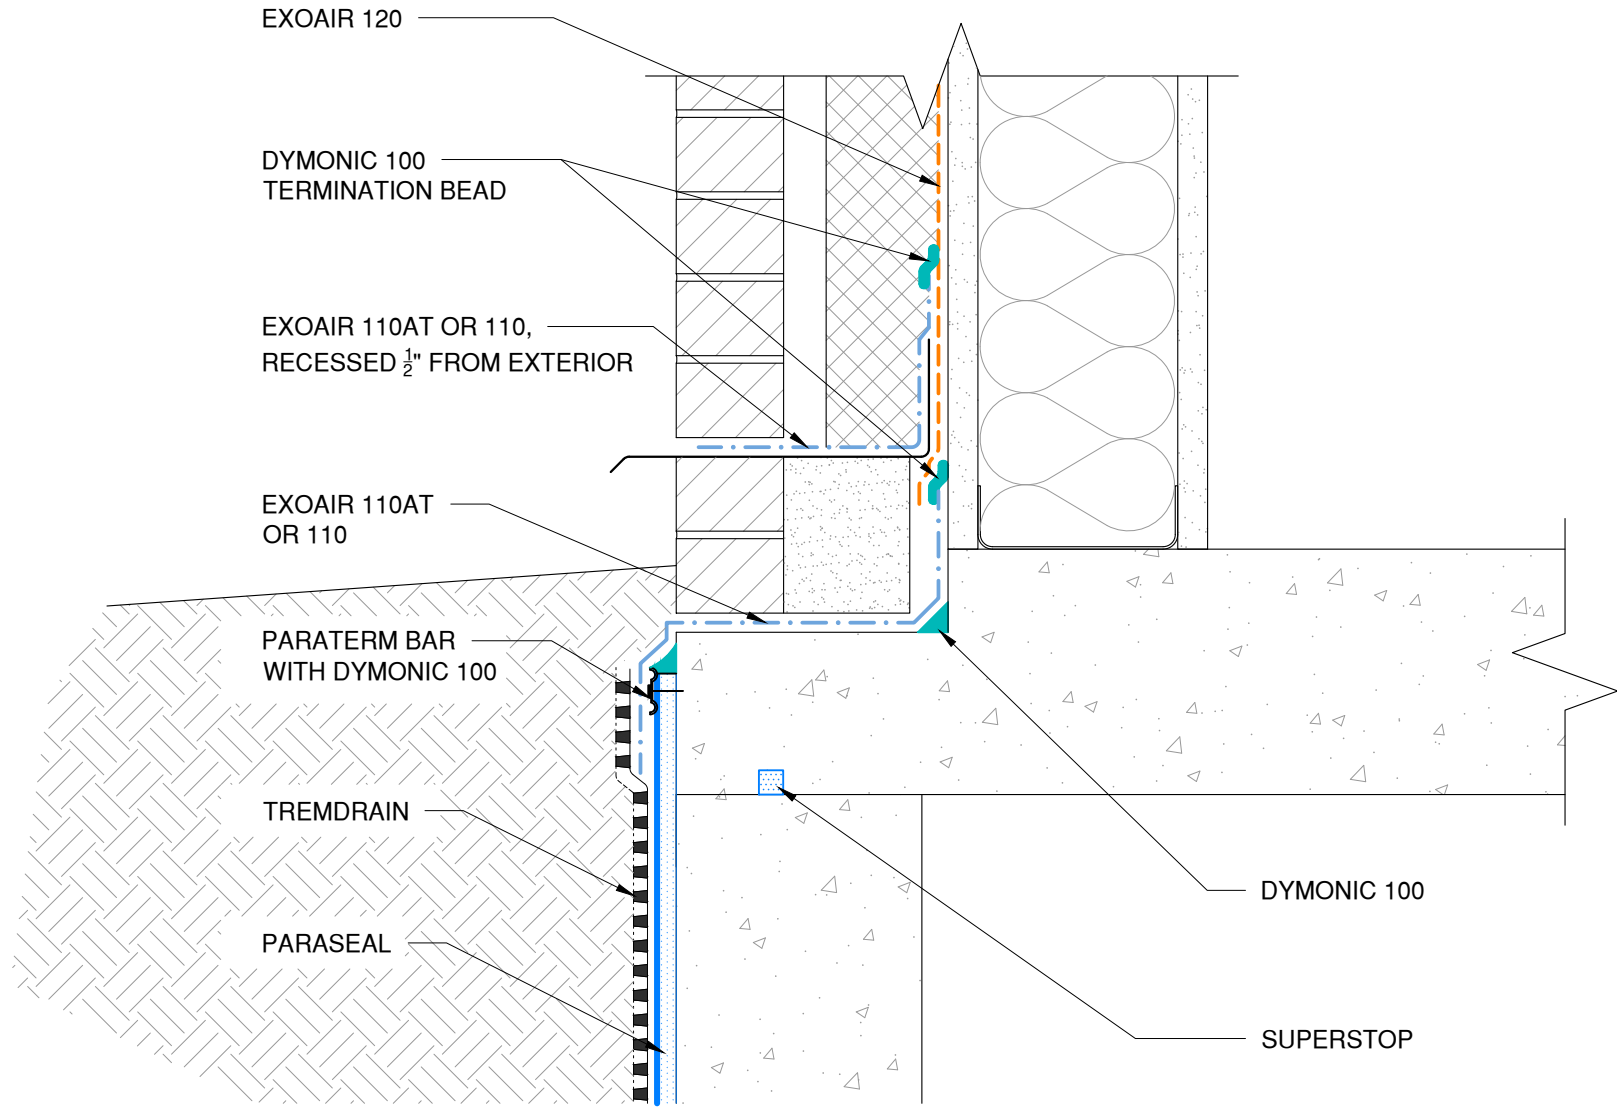 EXOAIR 120
DYMONIC 100
TERMINATION BEAD
EXOAIR 110AT OR 110,
RECESSED 1/2" FROM EXTERIOR
EXOAIR 110AT
OR 110
PARATERM BAR
WITH DYMONIC 100
TREMDRAIN
PARASEAL
DYMONIC 100
SUPERSTOP